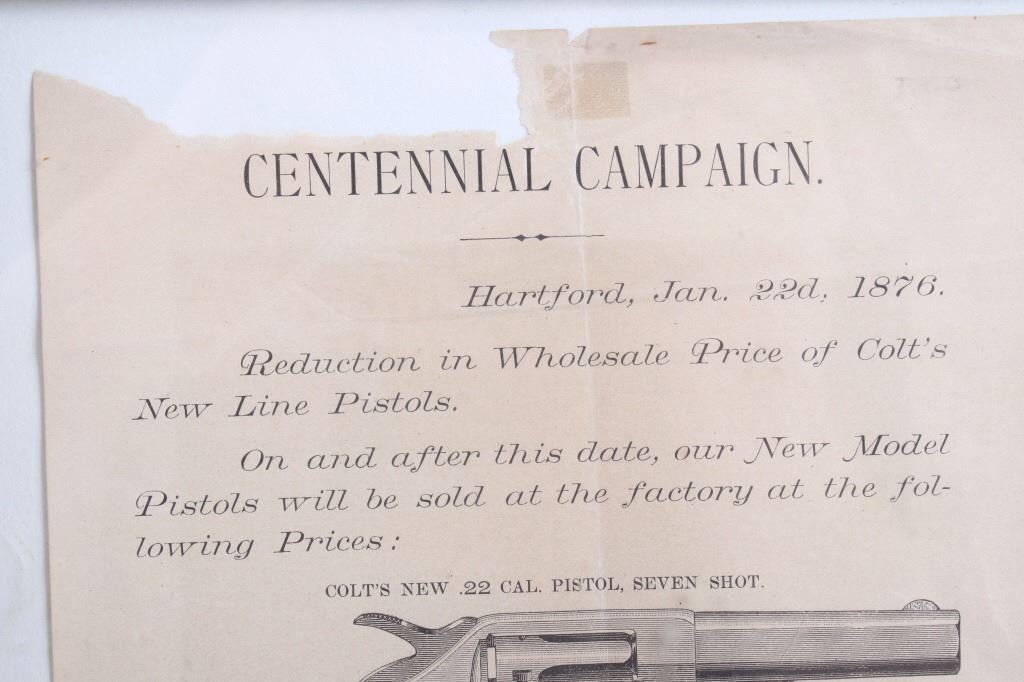 CENTENNIAL CAMPAIGN.
Hartford, Jan. 22d, 1876.
Reduction in Wholesale Price of Colt's
New Line Pistols.
On and after this date, our New Model
Pistols will be sold at the factory at the fol-
lowing Prices:
COLT'S NEW .22 CAL. PISTOL, SEVEN SHOT.